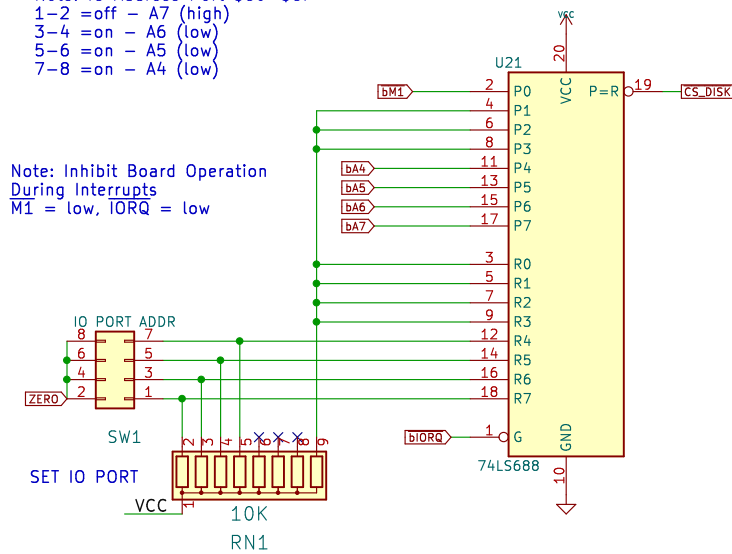 1-2 =off - A7 (high)
3-4 =on - A6 (low)
5-6 =on - A5 (low)
7-8 =on - A4 (low)
Note: Inhibit Board Operation
During Interrupts
M1 = low, IORQ = low
VCC
20
U21
VCC
bM1 2 P0
P=R 19 CS_DISK
4 P1
6 P2
8 P3
bA4 11 P4
bA5 13 P5
bA6 15 P6
bA7 17 P7
3 R0
5 R1
7 R2
9 R3
IO PORT ADDR
8 7 12 R4
6 5 14 R5
4 3 16 R6
ZERO 2 1 18 R7
SW1
bIORQ 1 G
GND
74LS688
10
2 3 4 5 6 7 8 9
SET IO PORT
VCC 1
10K
RN1